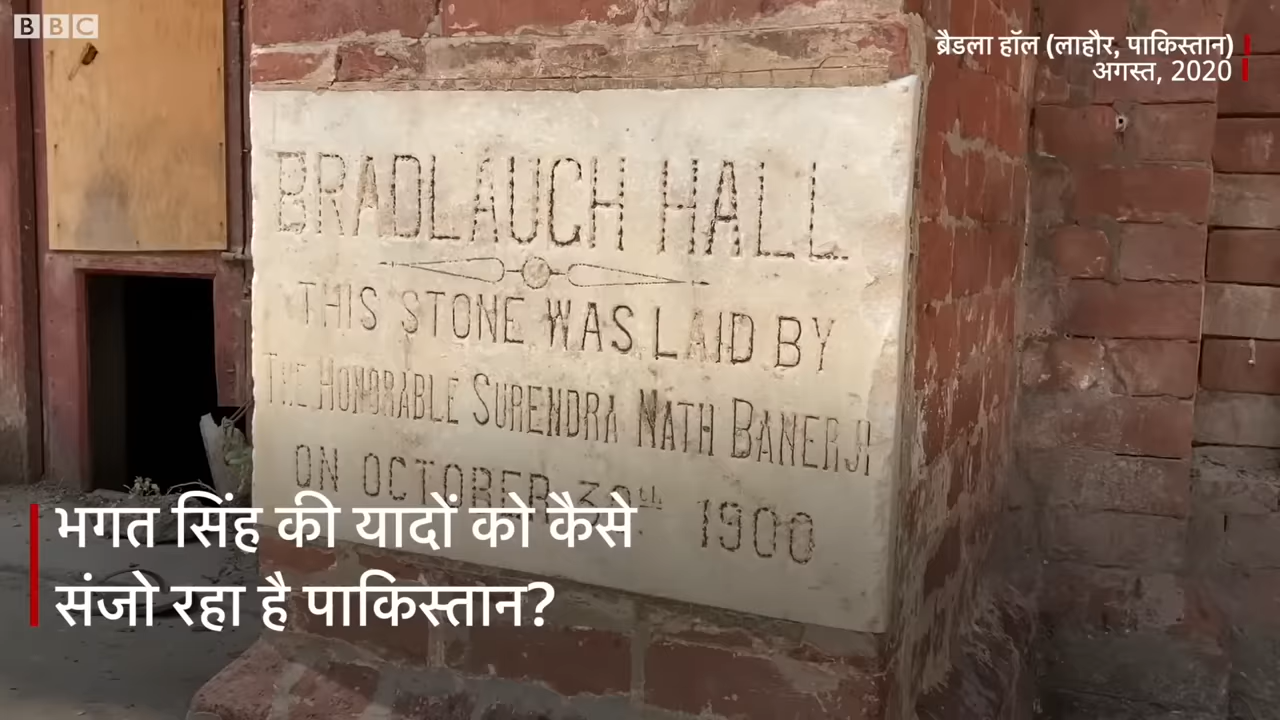 BBC
ब्रैडला हॉल (लाहौर, पाकिस्तान)
अगस्त, 2020
BRADLAUCH HALL
THIS STONE WAS LAID BY
THE HONORABLE SURENDRA NATH BANERJI
ON OCTOBER 30th 1900
भगत सिंह की यादों को कैसे
संजो रहा है पाकिस्तान?